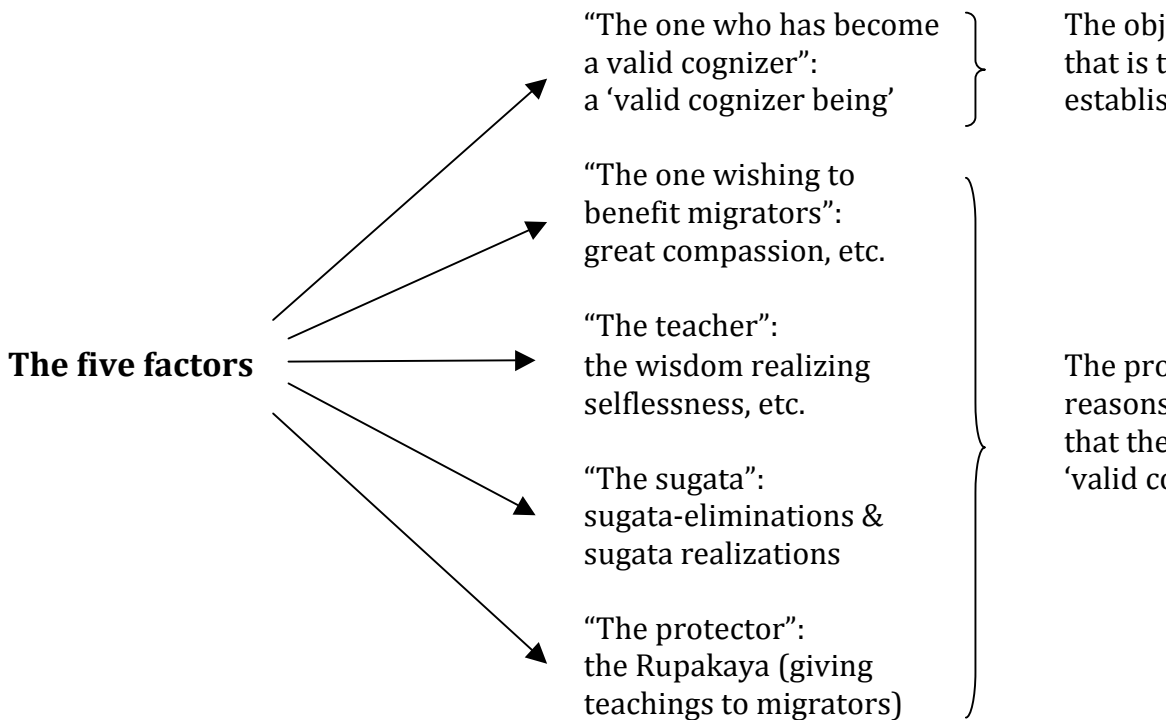 The five factors
“The one who has become
a valid cognizer”:
a ‘valid cognizer being’
The obj
that is t
establis
“The one wishing to
benefit migrators”:
great compassion, etc.
“The teacher”:
the wisdom realizing
selflessness, etc.
“The sugata”:
sugata-eliminations &
sugata realizations
“The protector”:
the Rupakaya (giving
teachings to migrators)
The pro
reasons
that the
‘valid co